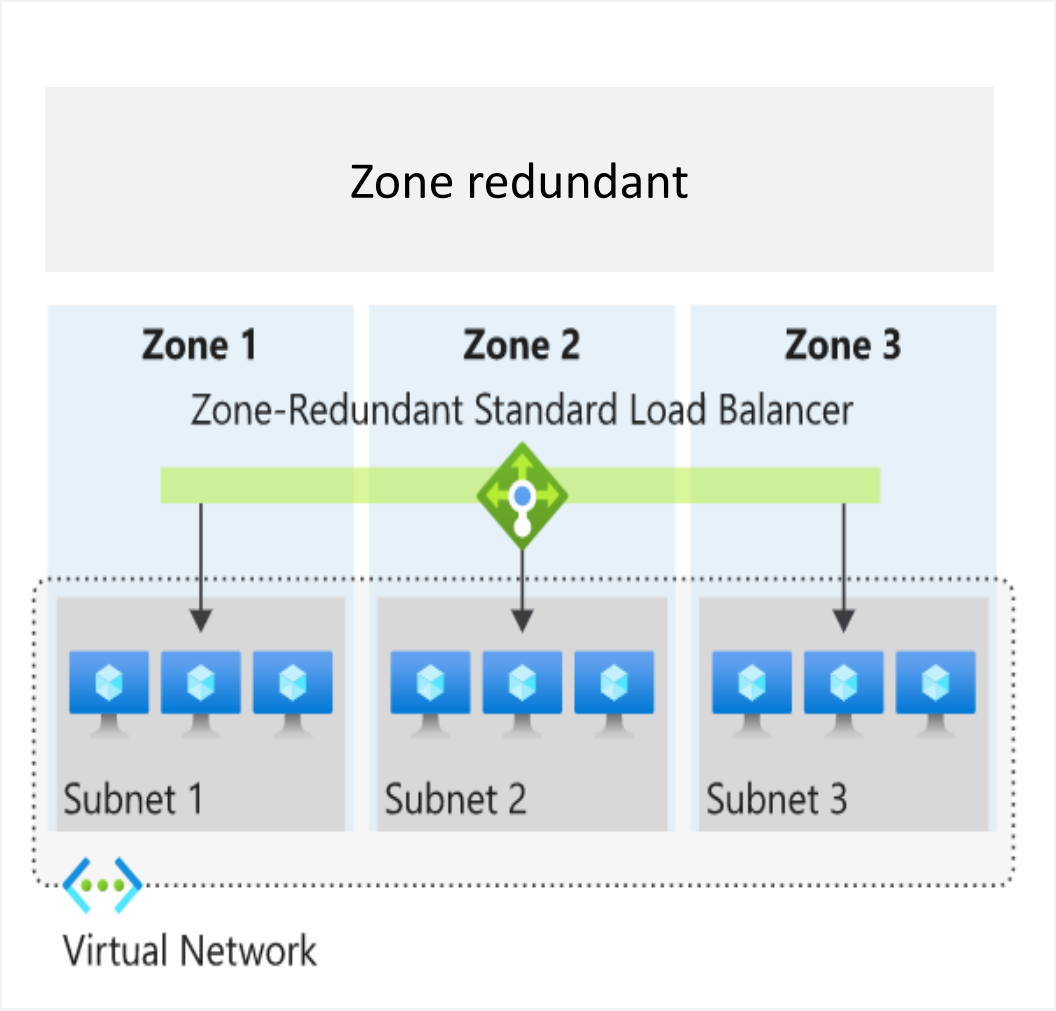 Zone redundant
Zone 1
Zone 2
Zone 3
Zone-Redundant Standard Load Balancer
Subnet 1
Subnet 2
Subnet 3
Virtual Network